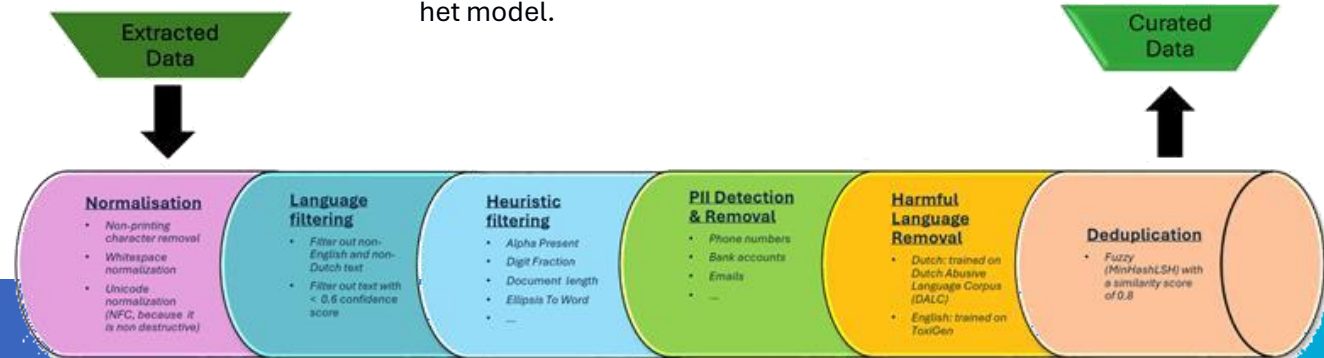 het model.
Extracted
Data
Curated
Data
Normalisation
• Non-printing
character removal
• Whitespace
normalization
• Unicode
normalization
(NFC, because it
is non destructive)
Language
filtering
• Filter out non-
English and non-
Dutch text
• Filter out text with
< 0.6 confidence
score
Heuristic
filtering
• Alpha Present
• Digit Fraction
• Document length
• Ellipsis To Word
• ...
PII Detection
& Removal
• Phone numbers
• Bank accounts
• Emails
• ...
Harmful
Language
Removal
• Dutch: trained on
Dutch Abusive
Language Corpus
(DALC)
• English: trained on
ToxiGen
Deduplication
• Fuzzy
(MinHashLSH) with
a similarity score
of 0.8